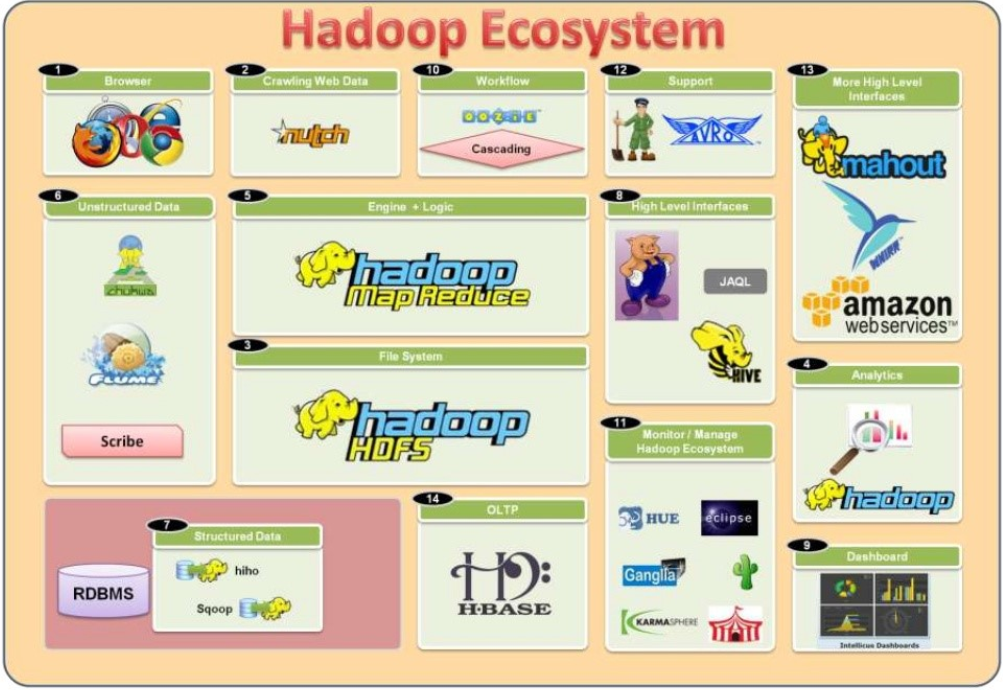 Hadoop Ecosystem
1
Browser
2
Crawling Web Data
nutch
10
Workflow
OOZIE
Cascading
12
Support
AVRO
13
More High Level
Interfaces
mahout
WHIRR
amazon
webservices™
6
Unstructured Data
chukwa
FLUME
Scribe
5
Engine + Logic
hadoop
Map Reduce
3
File System
hadoop
HDFS
8
High Level Interfaces
JAQL
HIVE
4
Analytics
hadoop
7
Structured Data
RDBMS
hiho
Sqoop
14
OLTP
H:BASE
11
Monitor / Manage
Hadoop Ecosystem
HUE
eclipse
Ganglia
KARMASPHERE
9
Dashboard
Intellicus Dashboards